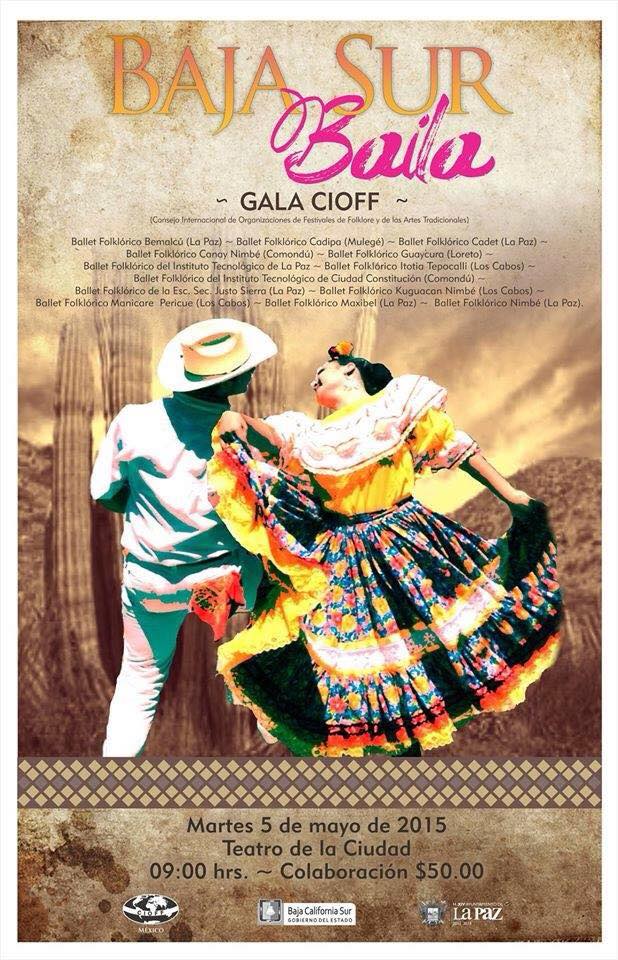 BAJA SUR
Baila
~ GALA CIOFF ~
(Consejo Internacional de Organizaciones de Festivales de Folklore y de las Artes Tradicionales)
Ballet Folklórico Bemalcú (La Paz) ~ Ballet Folklórico Cadipa (Mulegé) ~ Ballet Folklórico Cadet (La Paz) ~
Ballet Folklórico Canay Nimbé (Comondú) ~ Ballet Folklórico Guaycura (Loreto) ~
Ballet Folklórico del Instituto Tecnológico de La Paz ~ Ballet Folklórico Itotia Tepocalli (Los Cabos) ~
Ballet Folklórico del Instituto Tecnológico de Ciudad Constitución (Comondú) ~
Ballet Folklórico de la Esc. Sec. Justo Sierra (La Paz) ~ Ballet Folklórico Kuguacan Nimbé (Los Cabos) ~
Ballet Folklórico Manicare Pericue (Los Cabos) ~ Ballet Folklórico Maxibel (La Paz) ~ Ballet Folklórico Nimbé (La Paz).
Martes 5 de mayo de 2015
Teatro de la Ciudad
09:00 hrs. ~ Colaboración $50.00
CIOFF
MÉXICO
Baja California Sur
GOBIERNO DEL ESTADO
LA PAZ